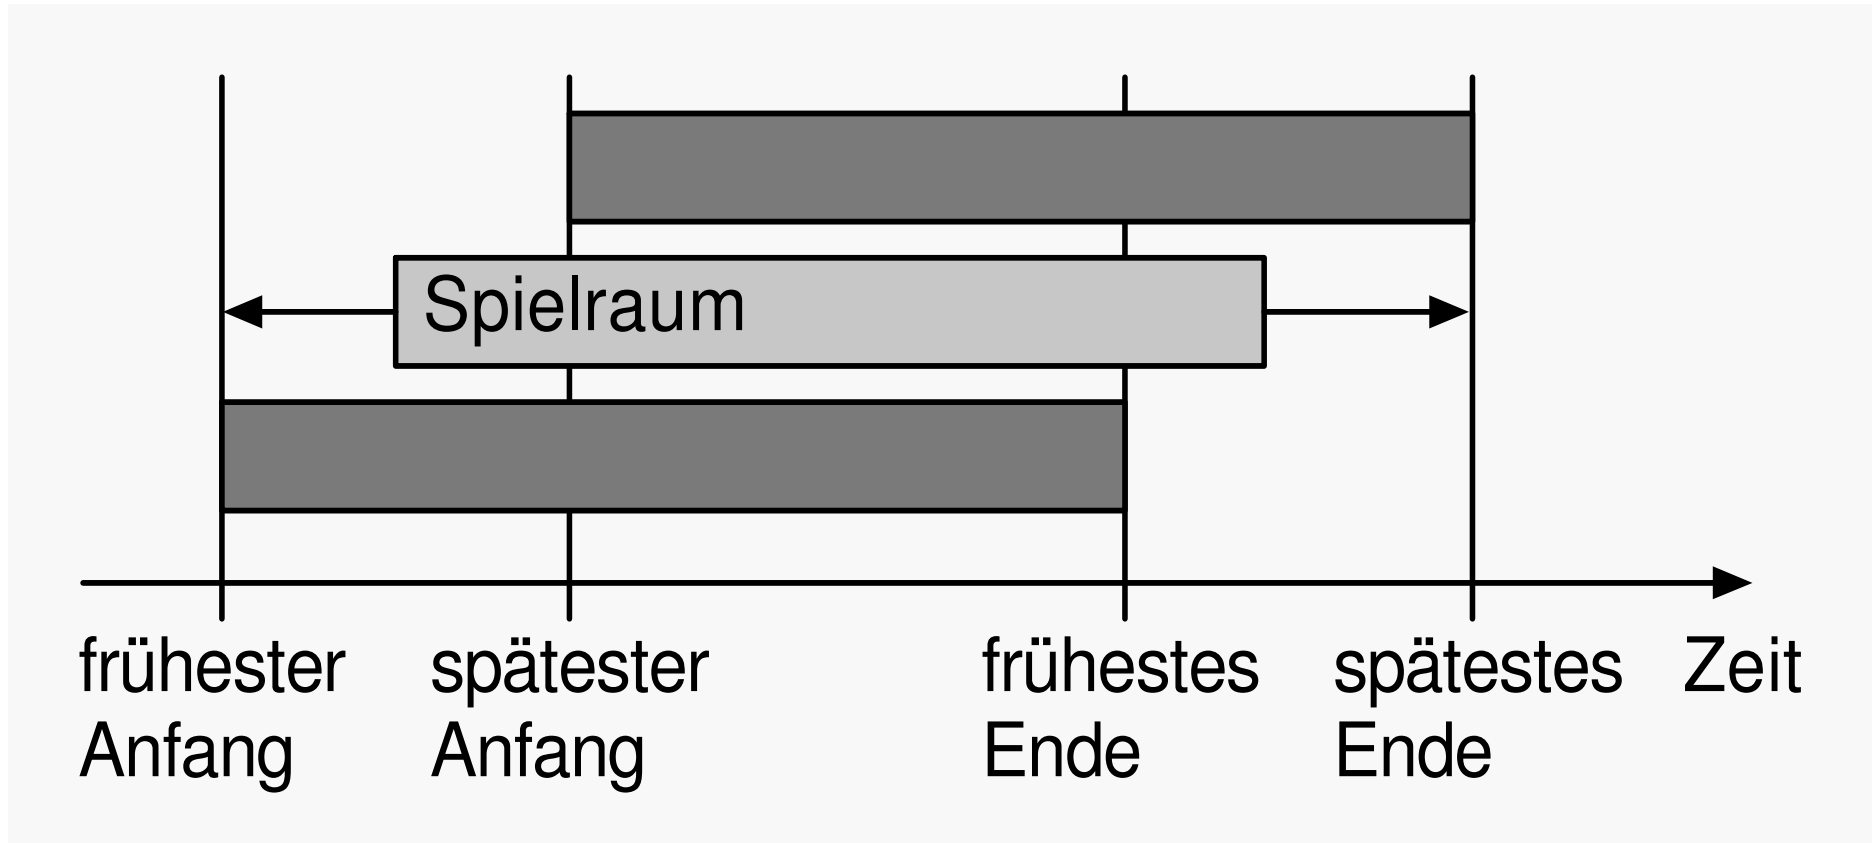 Spielraum
frühester Anfang
spätester Anfang
frühestes Ende
spätestes Ende
Zeit